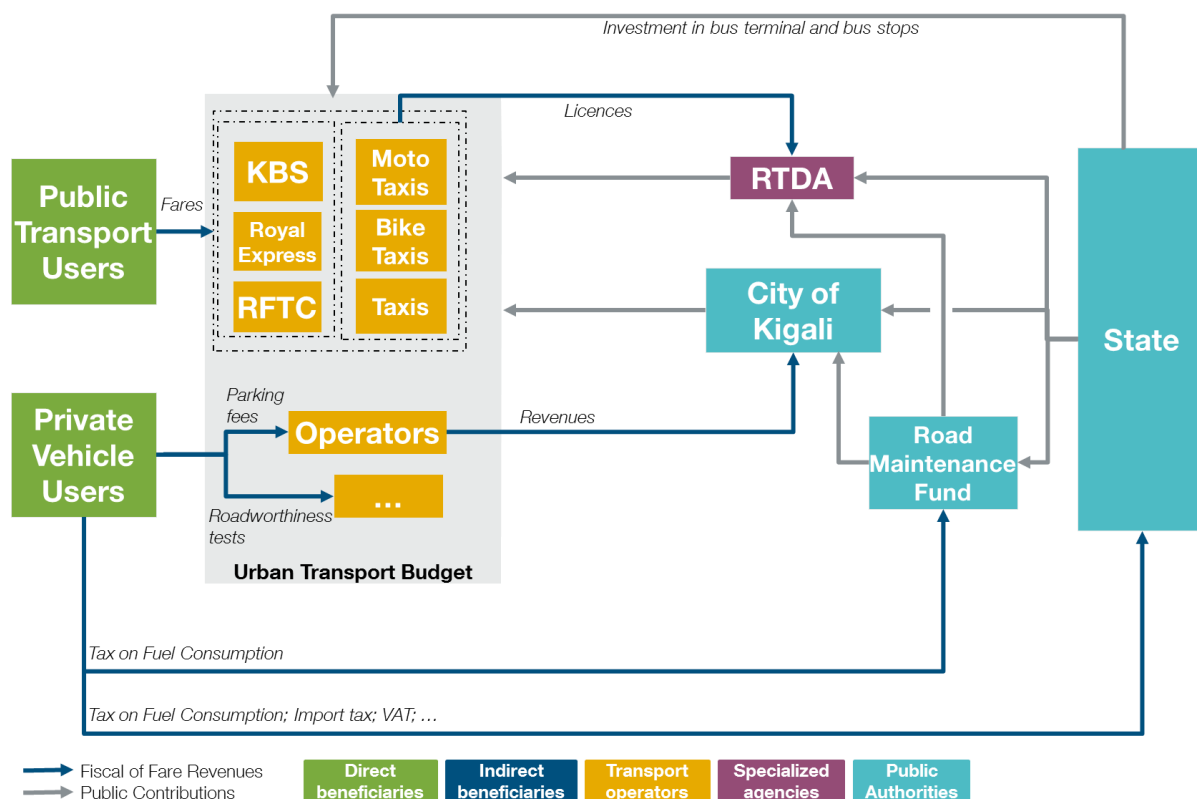 Investment in bus terminal and bus stops
Licences
KBS
Royal
Express
RFTC
Moto
Taxis
Bike
Taxis
Taxis
RTDA
Public
Transport
Users
Fares
City of
Kigali
State
Private
Vehicle
Users
Parking
fees
Operators
Revenues
...
Roadworthiness
tests
Road
Maintenance
Fund
Urban Transport Budget
Tax on Fuel Consumption
Tax on Fuel Consumption; Import tax; VAT; ...
Fiscal of Fare Revenues
Public Contributions
Direct
beneficiaries
Indirect
beneficiaries
Transport
operators
Specialized
agencies
Public
Authorities